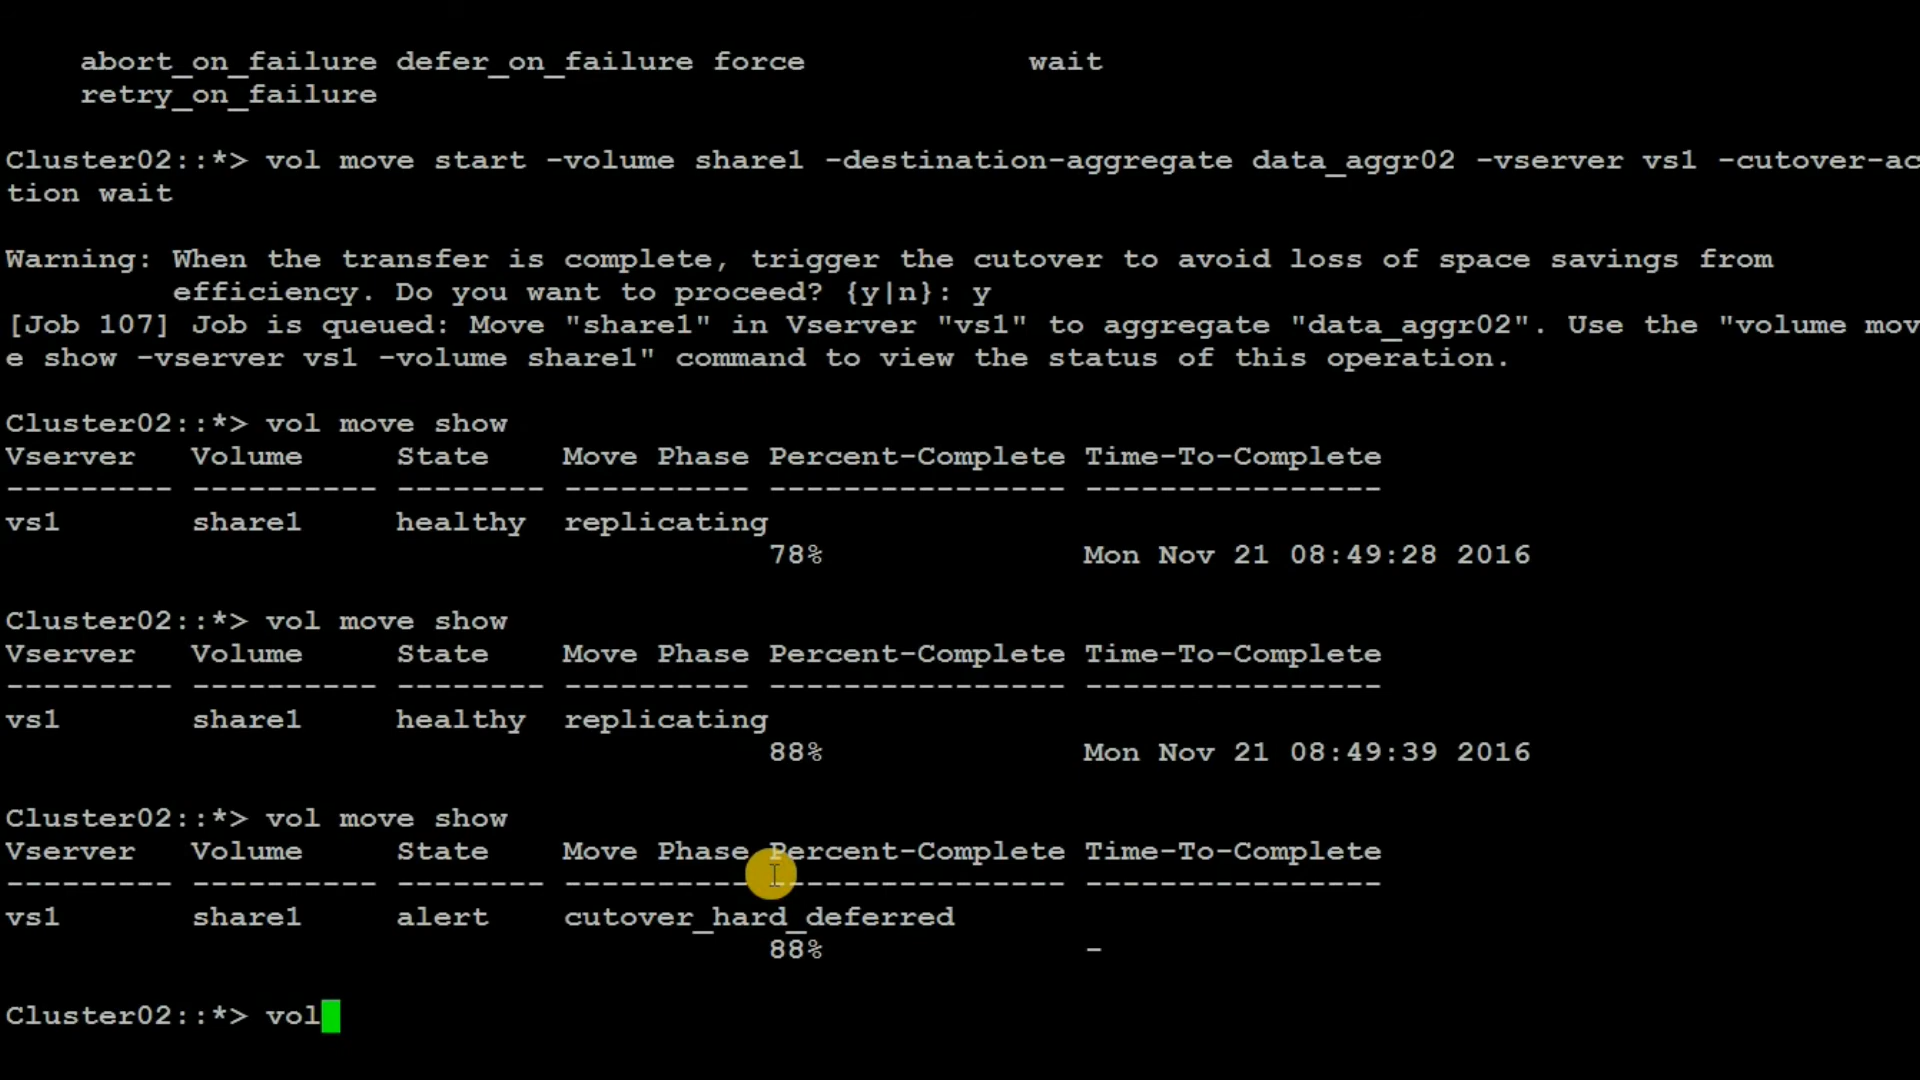 abort_on_failure defer_on_failure force wait
retry_on_failure
Cluster02::*> vol move start -volume share1 -destination-aggregate data_aggr02 -vserver vs1 -cutover-ac
tion wait
Warning: When the transfer is complete, trigger the cutover to avoid loss of space savings from
efficiency. Do you want to proceed? {y|n}: y
[Job 107] Job is queued: Move "share1" in Vserver "vs1" to aggregate "data_aggr02". Use the "volume mov
e show -vserver vs1 -volume share1" command to view the status of this operation.
Cluster02::*> vol move show
Vserver Volume State Move Phase Percent-Complete Time-To-Complete
--------- ---------- -------- ---------- ---------------- ----------------
vs1 share1 healthy replicating
78% Mon Nov 21 08:49:28 2016
Cluster02::*> vol move show
Vserver Volume State Move Phase Percent-Complete Time-To-Complete
--------- ---------- -------- ---------- ---------------- ----------------
vs1 share1 healthy replicating
88% Mon Nov 21 08:49:39 2016
Cluster02::*> vol move show
Vserver Volume State Move Phase Percent-Complete Time-To-Complete
--------- ---------- -------- ---------- ---------------- ----------------
vs1 share1 alert cutover_hard_deferred
88% -
Cluster02::*> vol